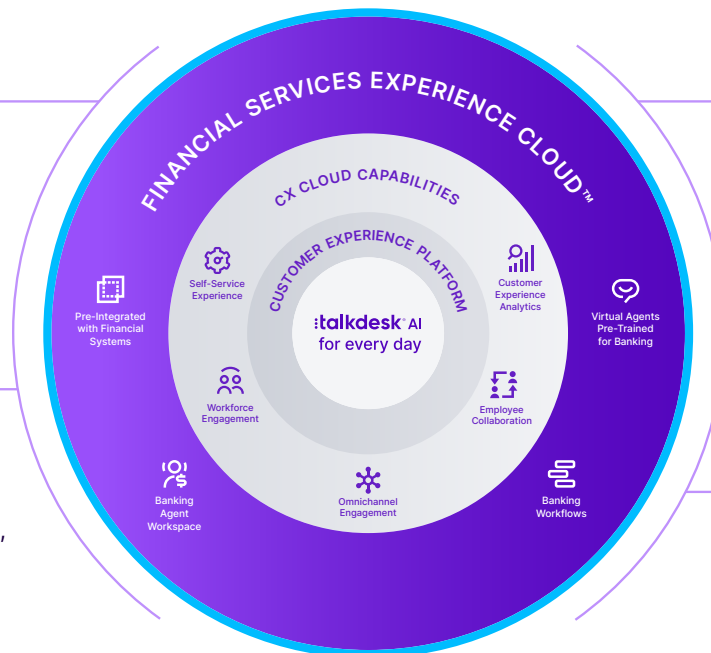 FINANCIAL SERVICES EXPERIENCE CLOUD™
CX CLOUD CAPABILITIES
CUSTOMER EXPERIENCE PLATFORM
talkdesk® AI
for every day
Self-Service
Experience
Customer
Experience
Analytics
Pre-Integrated
with Financial
Systems
Virtual Agents
Pre-Trained
for Banking
Workforce
Engagement
Employee
Collaboration
Banking
Agent
Workspace
Omnichannel
Engagement
Banking
Workflows